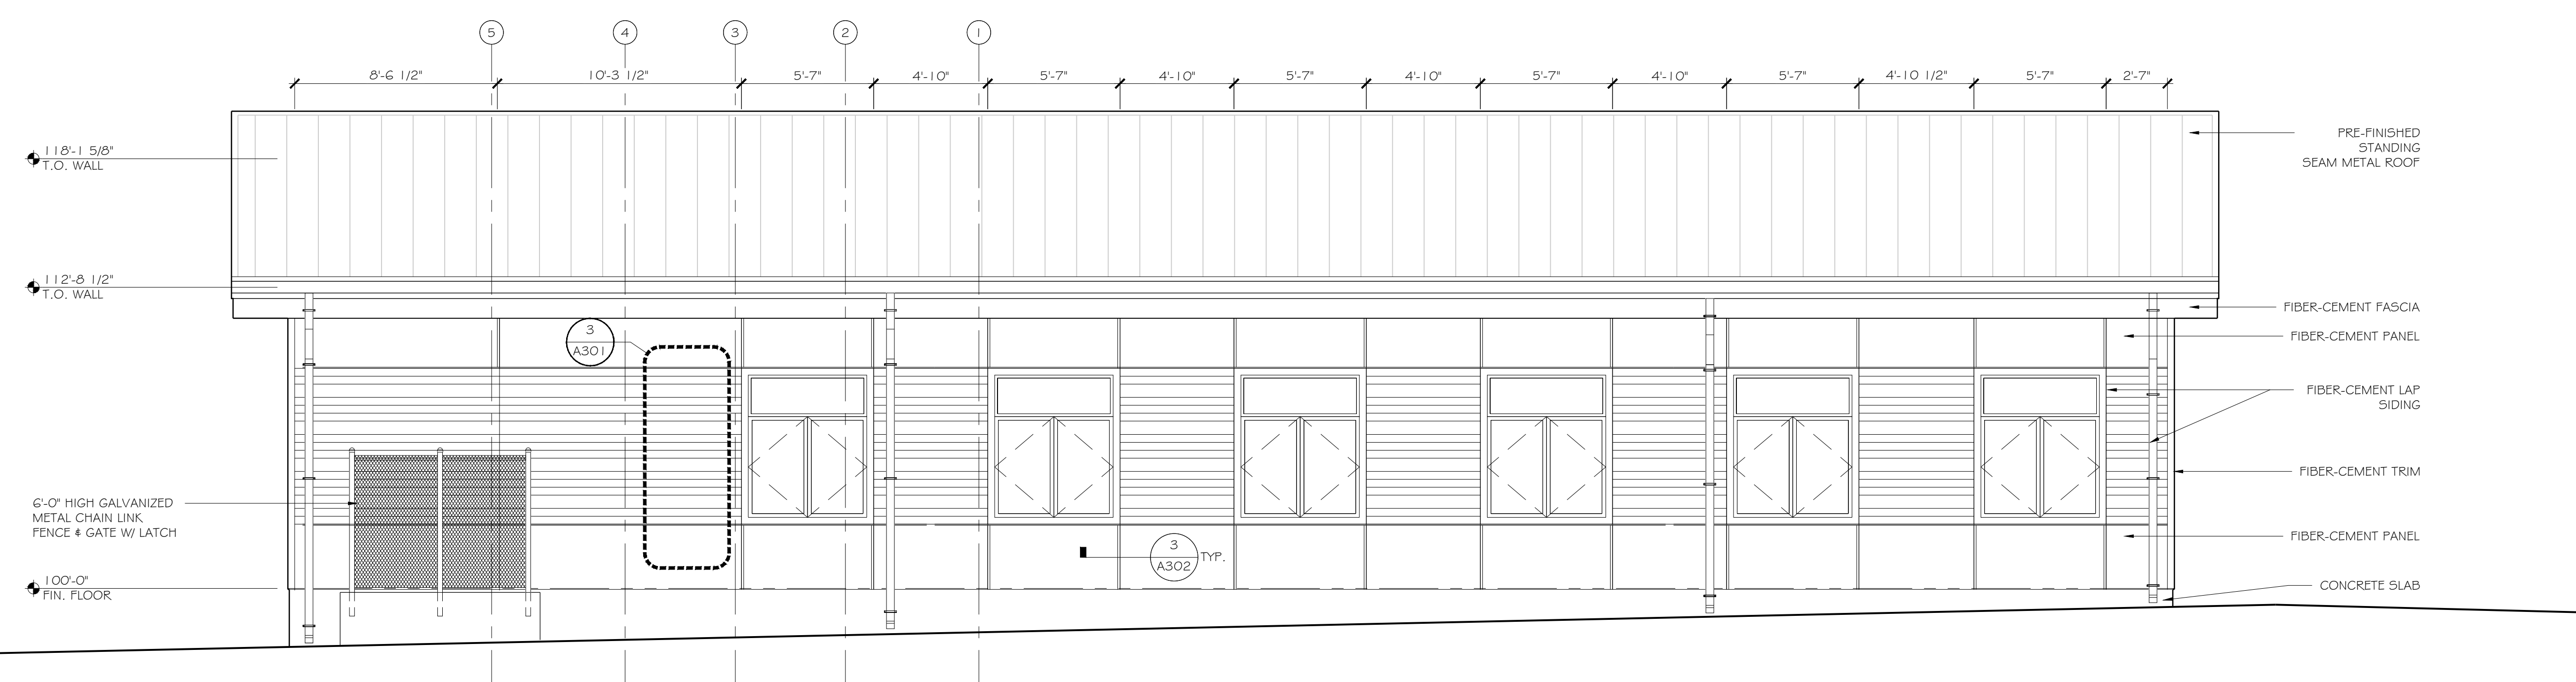 5
4
3
2
1
8'-6 1/2"
10'-3 1/2"
5'-7"
4'-10"
5'-7"
4'-10"
5'-7"
4'-10"
5'-7"
4'-10"
5'-7"
4'-10 1/2"
5'-7"
2'-7"
118'-1 5/8"
T.O. WALL
112'-8 1/2"
T.O. WALL
3
A301
6'-0" HIGH GALVANIZED
METAL CHAIN LINK
FENCE & GATE W/ LATCH
100'-0"
FIN. FLOOR
3
A302
TYP.
PRE-FINISHED
STANDING
SEAM METAL ROOF
FIBER-CEMENT FASCIA
FIBER-CEMENT PANEL
FIBER-CEMENT LAP
SIDING
FIBER-CEMENT TRIM
FIBER-CEMENT PANEL
CONCRETE SLAB